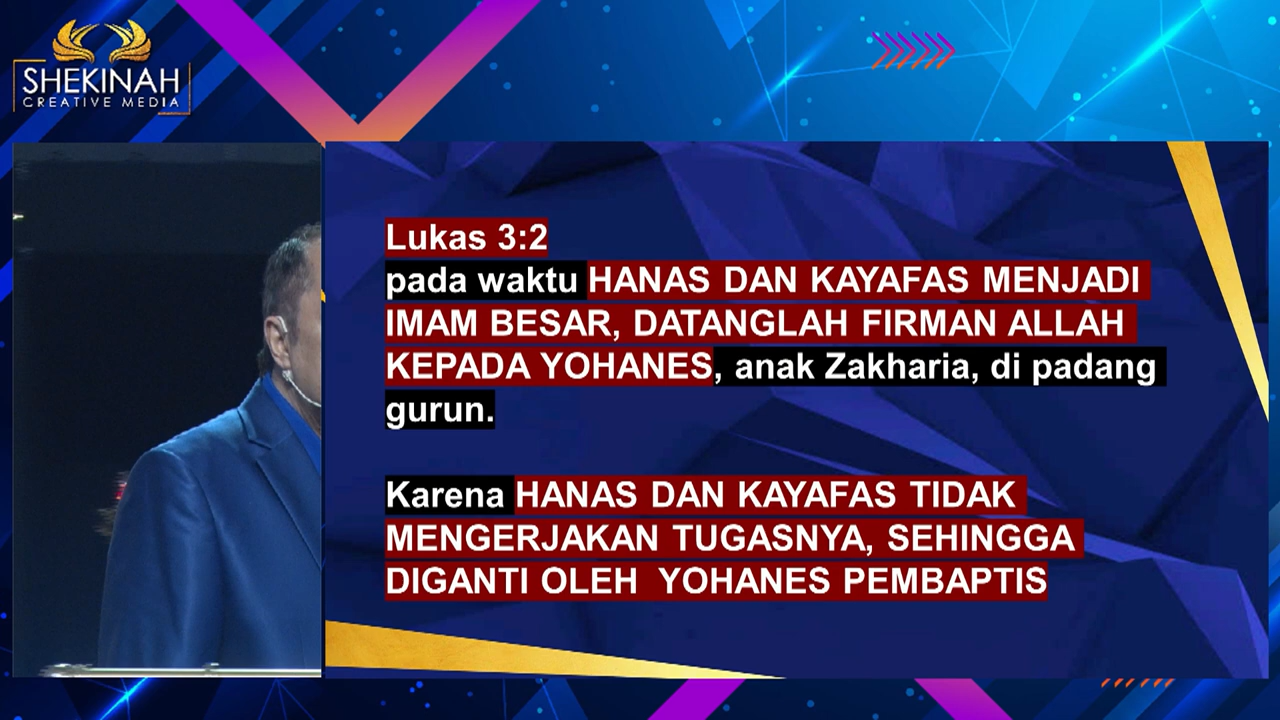 SHEKINAH
CREATIVE MEDIA
Lukas 3:2
pada waktu HANAS DAN KAYAFAS MENJADI
IMAM BESAR, DATANGLAH FIRMAN ALLAH
KEPADA YOHANES, anak Zakharia, di padang
gurun.
Karena HANAS DAN KAYAFAS TIDAK
MENGERJAKAN TUGASNYA, SEHINGGA
DIGANTI OLEH  YOHANES PEMBAPTIS